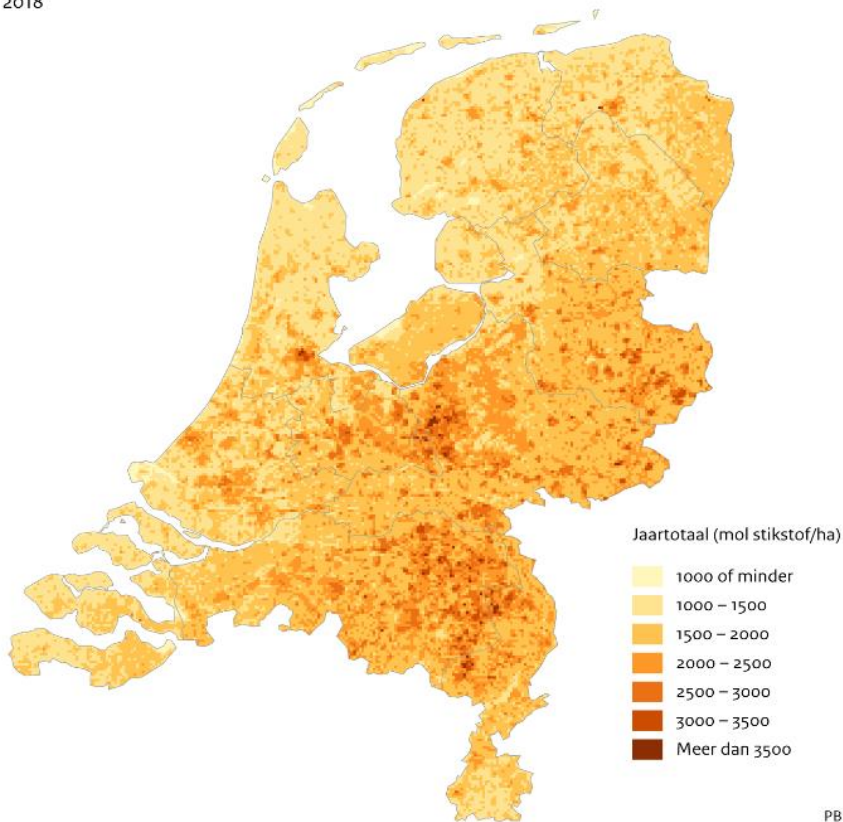 2018
Jaartotaal (mol stikstof/ha)
1000 of minder
1000 – 1500
1500 – 2000
2000 – 2500
2500 – 3000
3000 – 3500
Meer dan 3500
PB